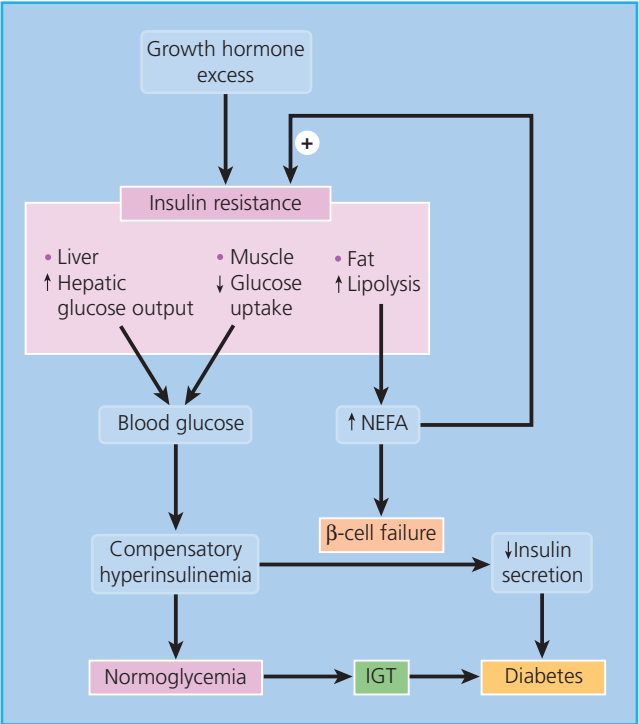 Growth hormone
excess
+
Insulin resistance
• Liver
↑ Hepatic
glucose output
• Muscle
↓ Glucose
uptake
• Fat
↑ Lipolysis
Blood glucose
↑ NEFA
β-cell failure
Compensatory
hyperinsulinemia
↓Insulin
secretion
Normoglycemia
IGT
Diabetes